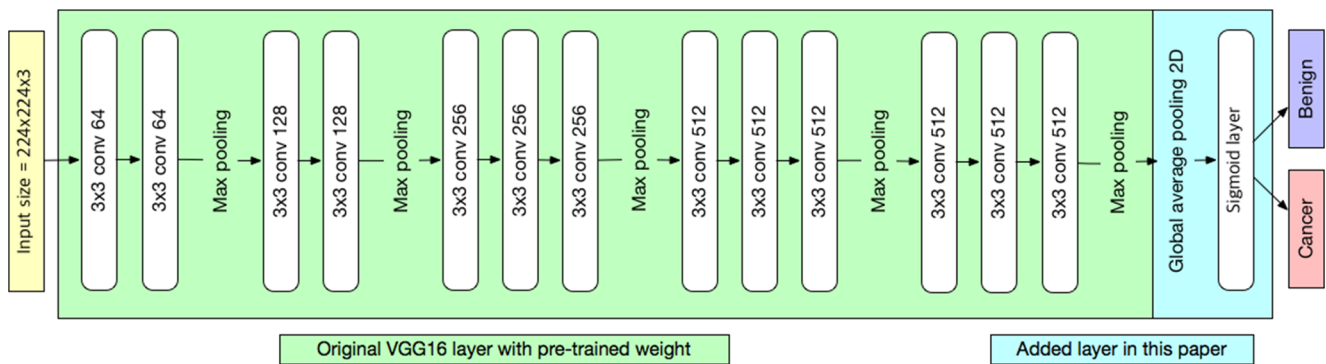 Input size = 224x224x3
3x3 conv 64
3x3 conv 64
Max pooling
3x3 conv 128
3x3 conv 128
Max pooling
3x3 conv 256
3x3 conv 256
3x3 conv 256
Max pooling
3x3 conv 512
3x3 conv 512
3x3 conv 512
Max pooling
3x3 conv 512
3x3 conv 512
3x3 conv 512
Max pooling
Global average pooling 2D
Sigmoid layer
Benign
Cancer
Original VGG16 layer with pre-trained weight
Added layer in this paper